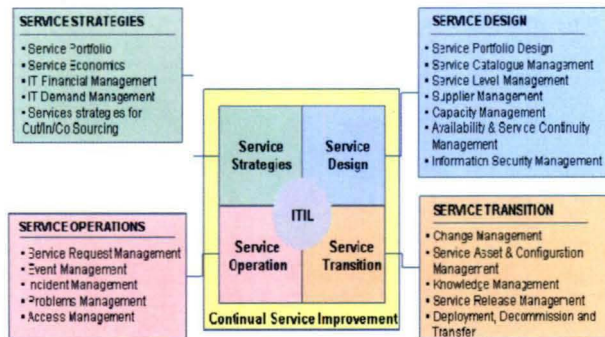 SERVICE STRATEGIES
• Service Portfolio
• Service Economics
• IT Financial Management
• IT Demand Management
• Services strategies for
Cut/In/Co Sourcing
SERVICE DESIGN
• Service Portfolio Design
• Service Catalogue Management
• Service Level Management
• Supplier Management
• Capacity Management
• Availability & Service Continuity
Management
• Information Security Management
Service
Strategies
Service
Design
ITIL
Service
Operation
Service
Transition
Continual Service Improvement
SERVICE OPERATIONS
• Service Request Management
• Event Management
• Incident Management
• Problems Management
• Access Management
SERVICE TRANSITION
• Change Management
• Service Asset & Configuration
Management
• Knowledge Management
• Service Release Management
• Deployment, Decommission and
Transfer